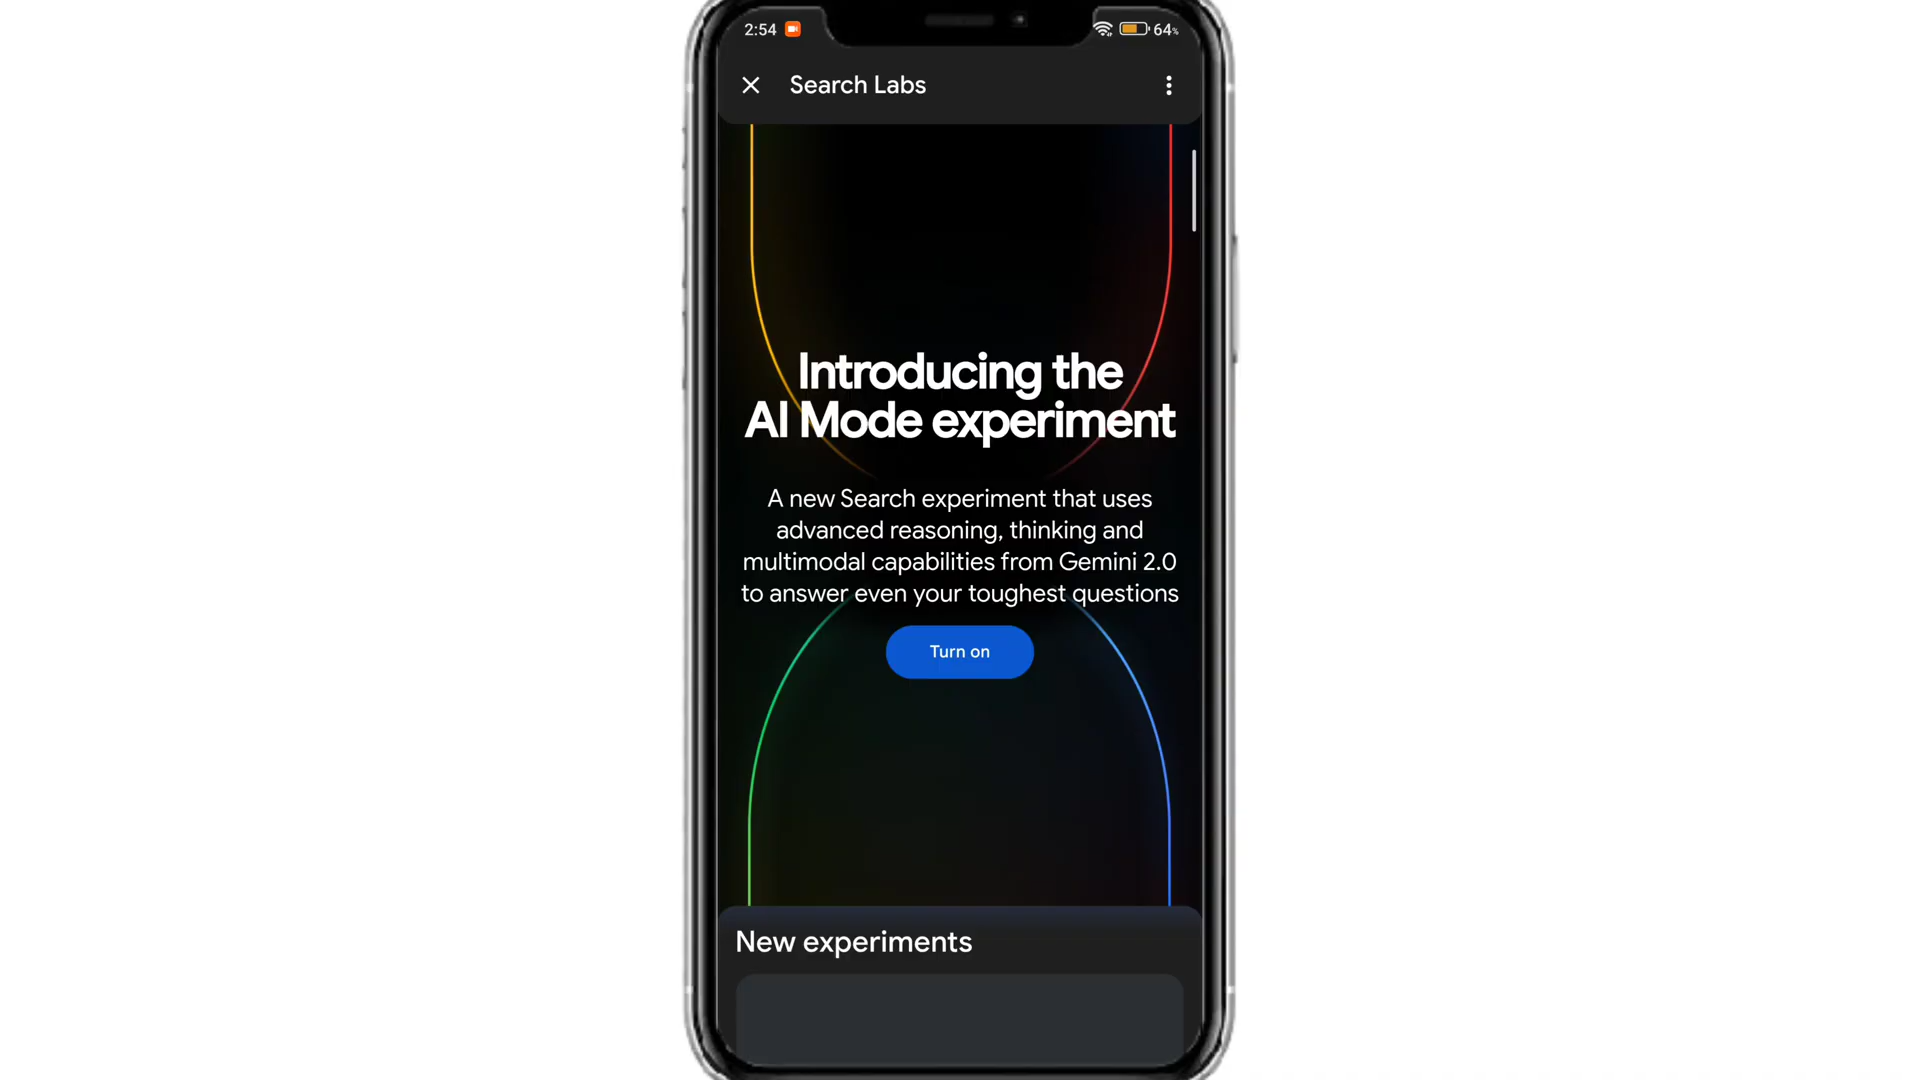 2:54
64%
Search Labs
Introducing the
AI Mode experiment
A new Search experiment that uses
advanced reasoning, thinking and
multimodal capabilities from Gemini 2.0
to answer even your toughest questions
Turn on
New experiments